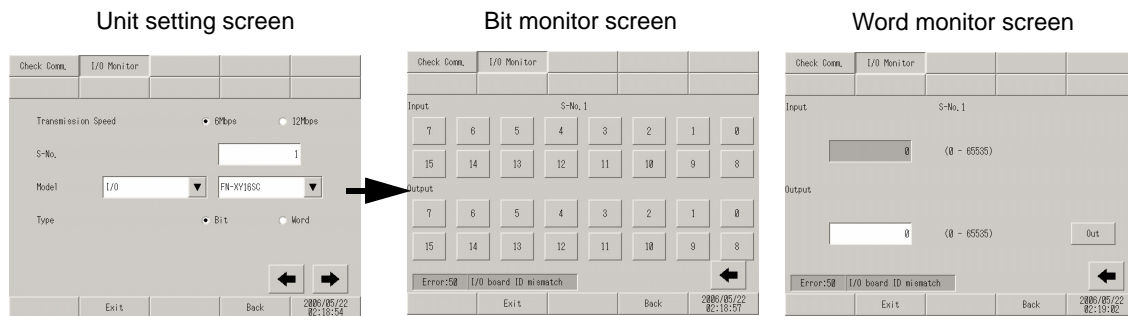 Unit setting screen
Check Comm.
I/O Monitor
Transmission Speed
6Mbps
12Mbps
S-No.
1
Model
I/O
FN-XY16SC
Type
Bit
Word
Exit
Back
2006/05/22
02:18:54
Bit monitor screen
Check Comm.
I/O Monitor
Input
S-No.1
7 6 5 4 3 2 1 0
15 14 13 12 11 10 9 8
Output
7 6 5 4 3 2 1 0
15 14 13 12 11 10 9 8
Error:50 I/O board ID mismatch
Exit
Back
2006/05/22
02:18:57
Word monitor screen
Check Comm.
I/O Monitor
Input
S-No.1
0 (0 - 65535)
Output
0 (0 - 65535) Out
Error:50 I/O board ID mismatch
Exit
Back
2006/05/22
02:19:02